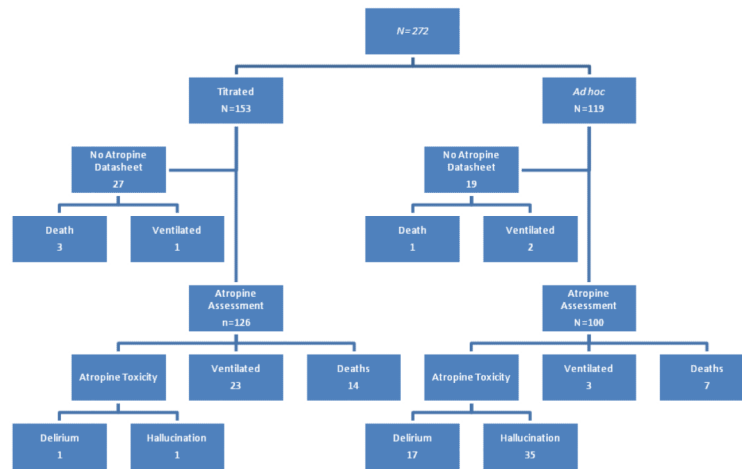 N=272
Titrated
N=153
Ad hoc
N=119
No Atropine
Datasheet
27
No Atropine
Datasheet
19
Death
3
Ventilated
1
Death
1
Ventilated
2
Atropine
Assessment
n=126
Atropine
Assessment
N=100
Atropine Toxicity
Ventilated
23
Deaths
14
Atropine Toxicity
Ventilated
3
Deaths
7
Delirium
1
Hallucination
1
Delirium
17
Hallucination
35